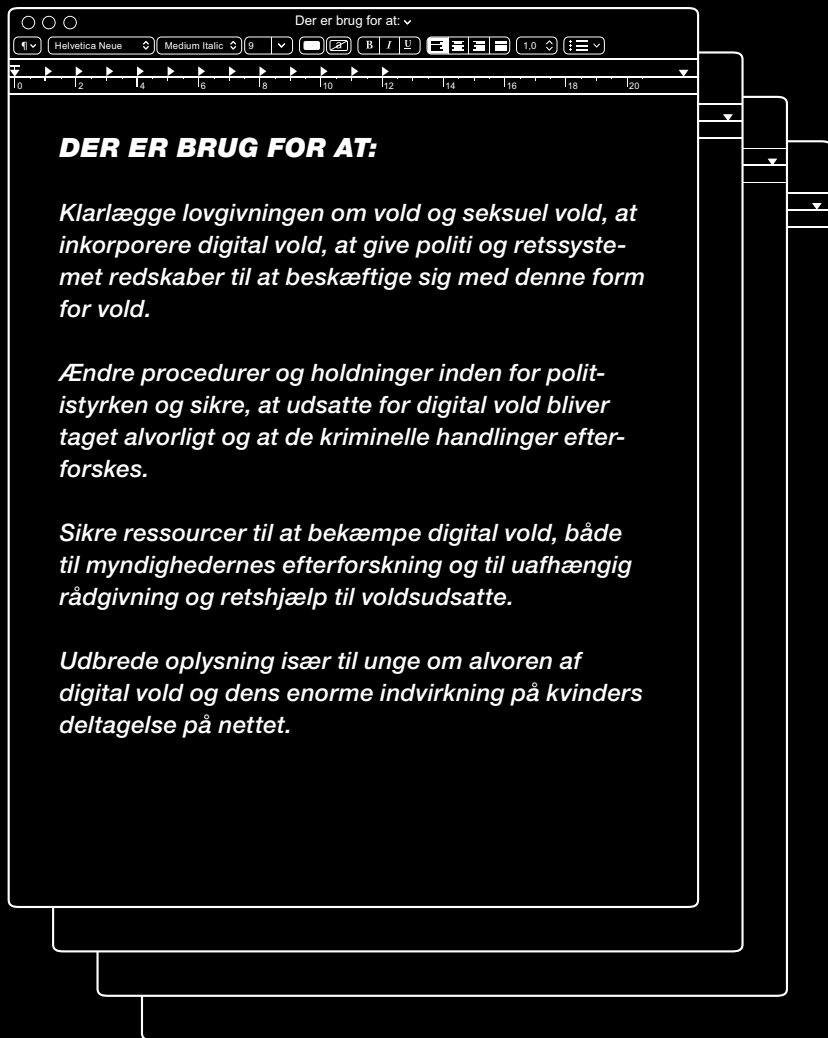 Der er brug for at:
¶ Helvetica Neue Medium Italic 9 a B I U 1,0
0 2 4 6 8 10 12 14 16 18 20
DER ER BRUG FOR AT:
Klarlægge lovgivningen om vold og seksuel vold, at
inkorporere digital vold, at give politi og retssyste-
met redskaber til at beskæftige sig med denne form
for vold.
Ændre procedurer og holdninger inden for polit-
istyrken og sikre, at udsatte for digital vold bliver
taget alvorligt og at de kriminelle handlinger efter-
forskes.
Sikre ressourcer til at bekæmpe digital vold, både
til myndighedernes efterforskning og til uafhængig
rådgivning og retshjælp til voldsudsatte.
Udbrede oplysning især til unge om alvoren af
digital vold og dens enorme indvirkning på kvinders
deltagelse på nettet.